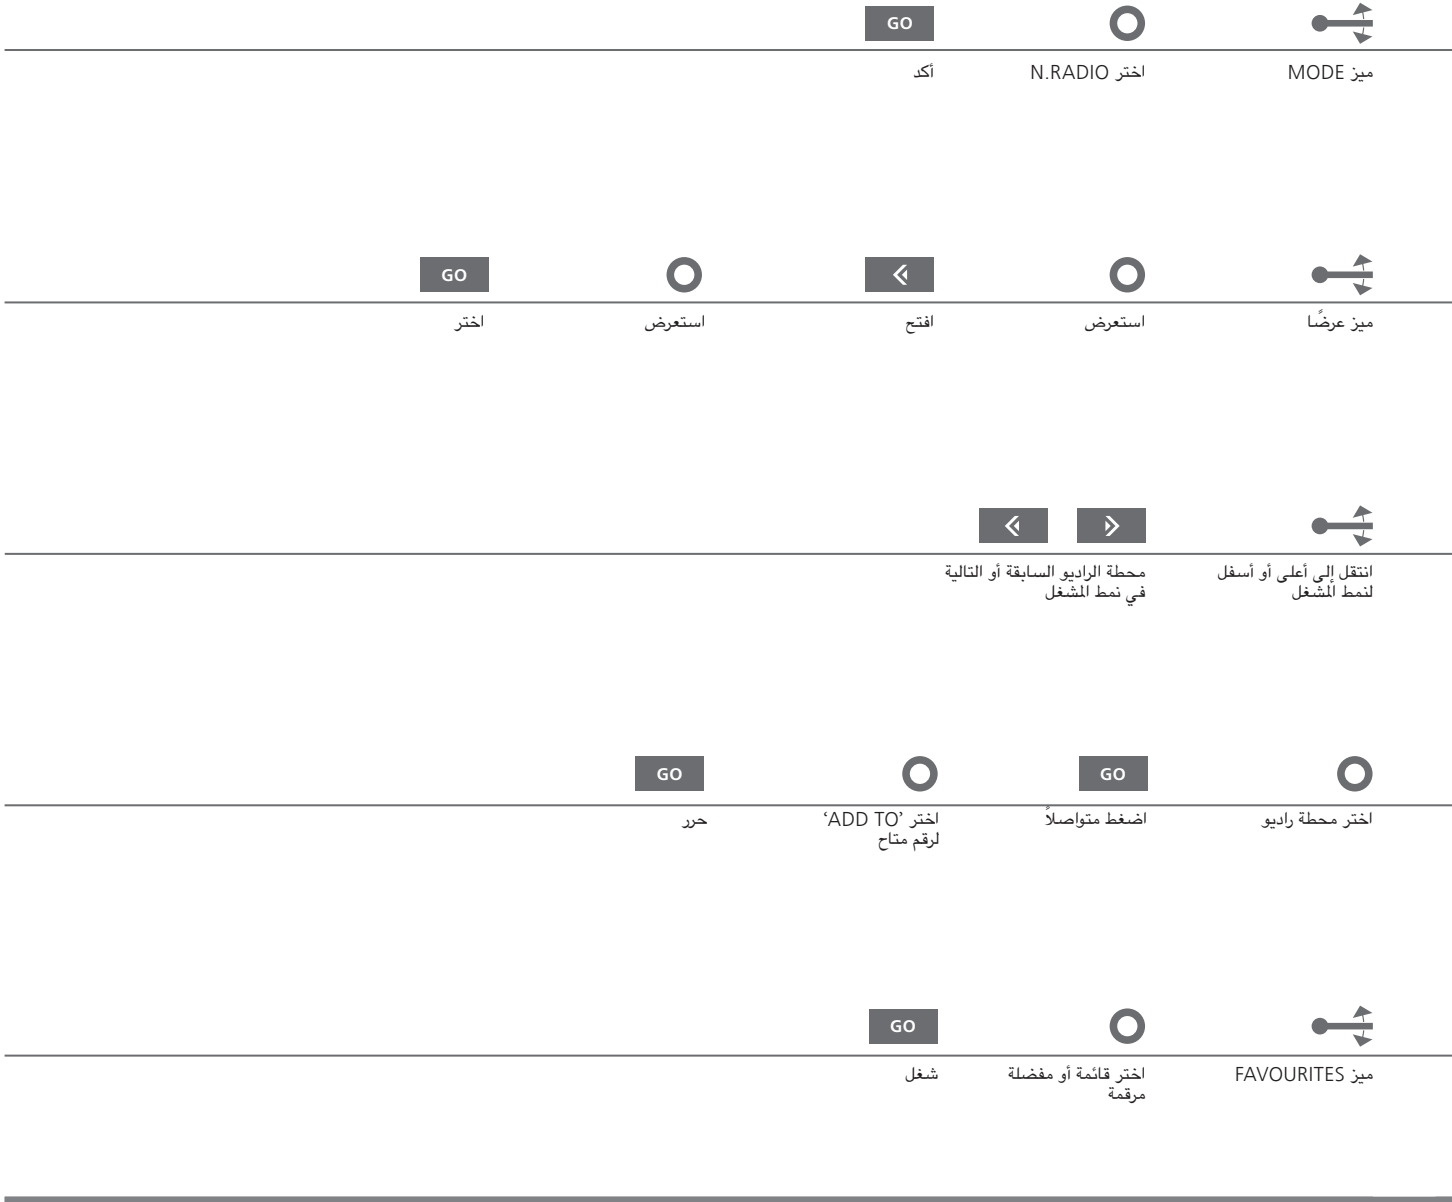 GO
ميز MODE
اختر N.RADIO
أكد
GO
ميز عرضًا
استعرض
افتح
استعرض
اختر
انتقل إلى أعلى أو أسفل
لنمط المشغل
محطة الراديو السابقة أو التالية
في نمط المشغل
GO
GO
اختر محطة راديو
اضغط متواصلاً
اختر ’ADD TO‘
لرقم متاح
حرر
GO
ميز FAVOURITES
اختر قائمة أو مفضلة
مرقمة
شغل